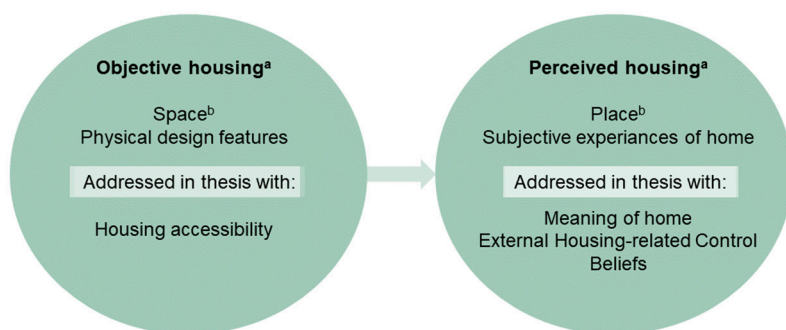 Objective housingᵃ
Spaceᵇ
Physical design features
Addressed in thesis with:
Housing accessibility
Perceived housingᵃ
Placeᵇ
Subjective experiances of home
Addressed in thesis with:
Meaning of home
External Housing-related Control
Beliefs